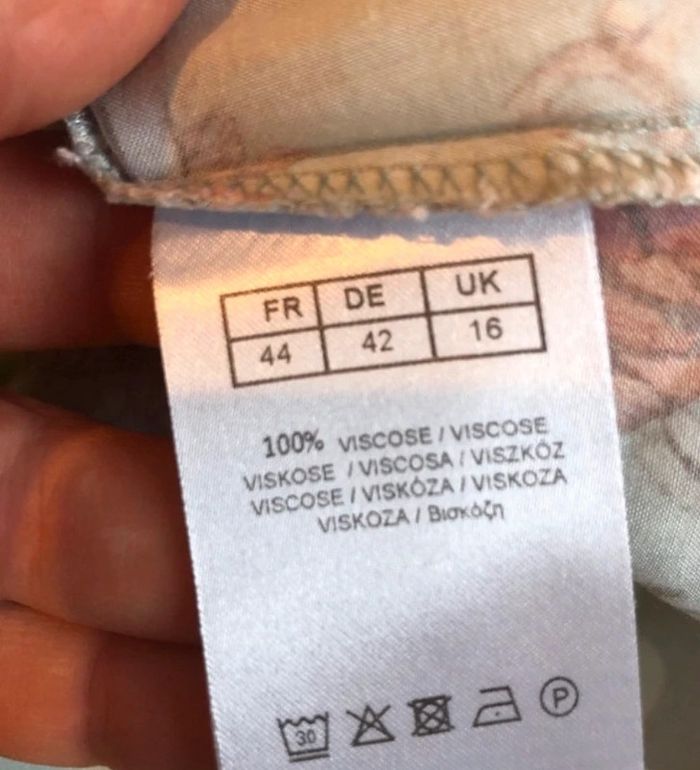 FR DE UK
44 42 16
100% VISCOSE / VISCOSE
VISKOSE / VISCOSA / VISZKÓZ
VISCOSE / VISKÓZA / VISKOZA
VISKOZA / Βισκόζη
30
P